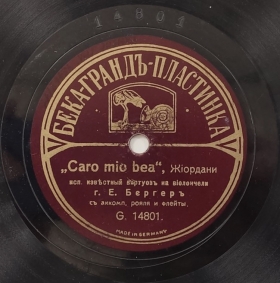 14801
БЕКА-ГРАНДЪ-ПЛАСТИНКА
„Caro mio bea“, Жіордани
исп. извѣстный виртуозъ на віолончели
г. Е. Бергеръ
съ аккомп. рояля и флейты.
G. 14801.
MADE IN GERMANY